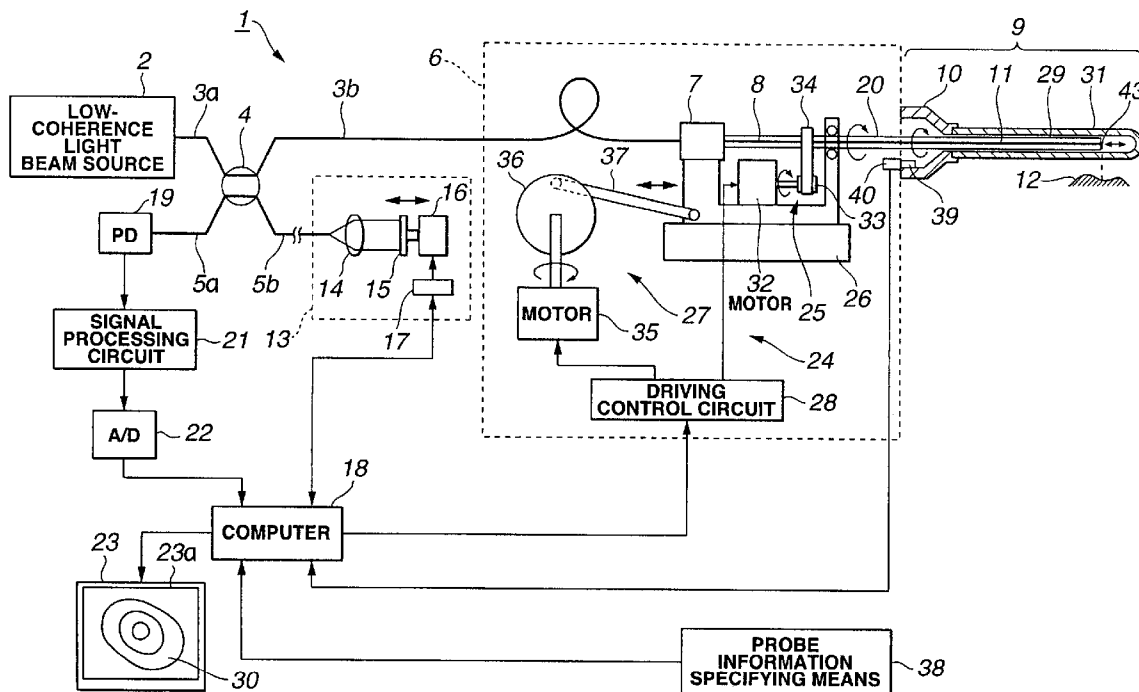 1
2
LOW-
COHERENCE
LIGHT
BEAM SOURCE
3a
4
3b
6
7
8
34
20
9
10
11
29
31
43
36
37
40
39
12
19
PD
5a
5b
14
15
16
17
13
32
33
MOTOR
25
26
MOTOR
35
27
24
SIGNAL
PROCESSING
CIRCUIT
21
DRIVING
CONTROL CIRCUIT
28
A/D
22
18
COMPUTER
23
23a
30
PROBE
INFORMATION
SPECIFYING MEANS
38